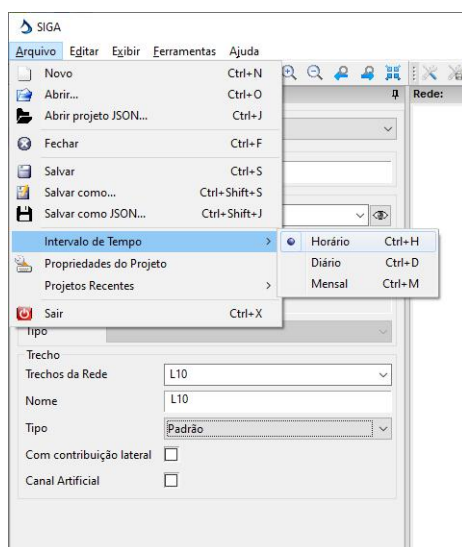 SIGA
Arquivo Editar Exibir Ferramentas Ajuda
Novo Ctrl+N
Rede:
Abrir... Ctrl+O
Abrir projeto JSON... Ctrl+J
Fechar Ctrl+F
Salvar Ctrl+S
Salvar como... Ctrl+Shift+S
Salvar como JSON... Ctrl+Shift+J
Intervalo de Tempo
Horário Ctrl+H
Propriedades do Projeto
Diário Ctrl+D
Projetos Recentes
Mensal Ctrl+M
Sair Ctrl+X
Tipo
Trecho
Trechos da Rede L10
Nome L10
Tipo Padrão
Com contribuição lateral
Canal Artificial